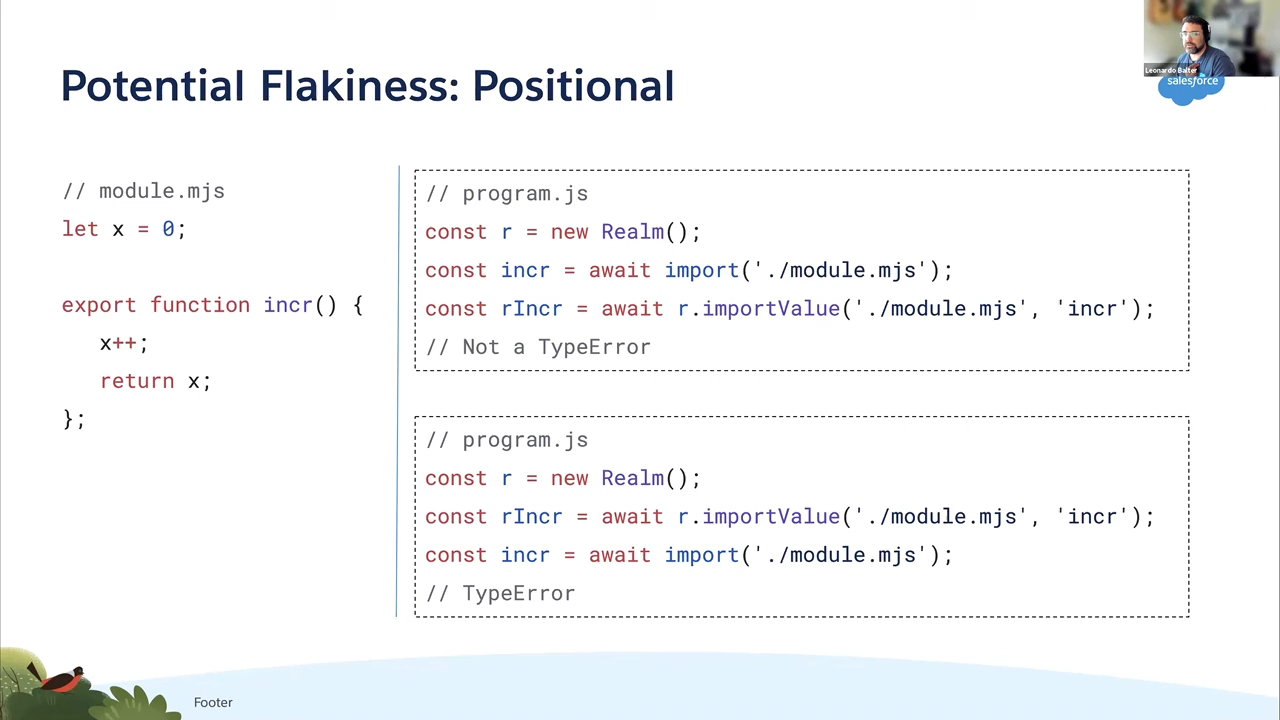 Leonardo Balter
salesforce
Potential Flakiness: Positional
// module.mjs
let x = 0;
export function incr() {
x++;
return x;
};
// program.js
const r = new Realm();
const incr = await import('./module.mjs');
const rIncr = await r.importValue('./module.mjs', 'incr');
// Not a TypeError
// program.js
const r = new Realm();
const rIncr = await r.importValue('./module.mjs', 'incr');
const incr = await import('./module.mjs');
// TypeError
Footer